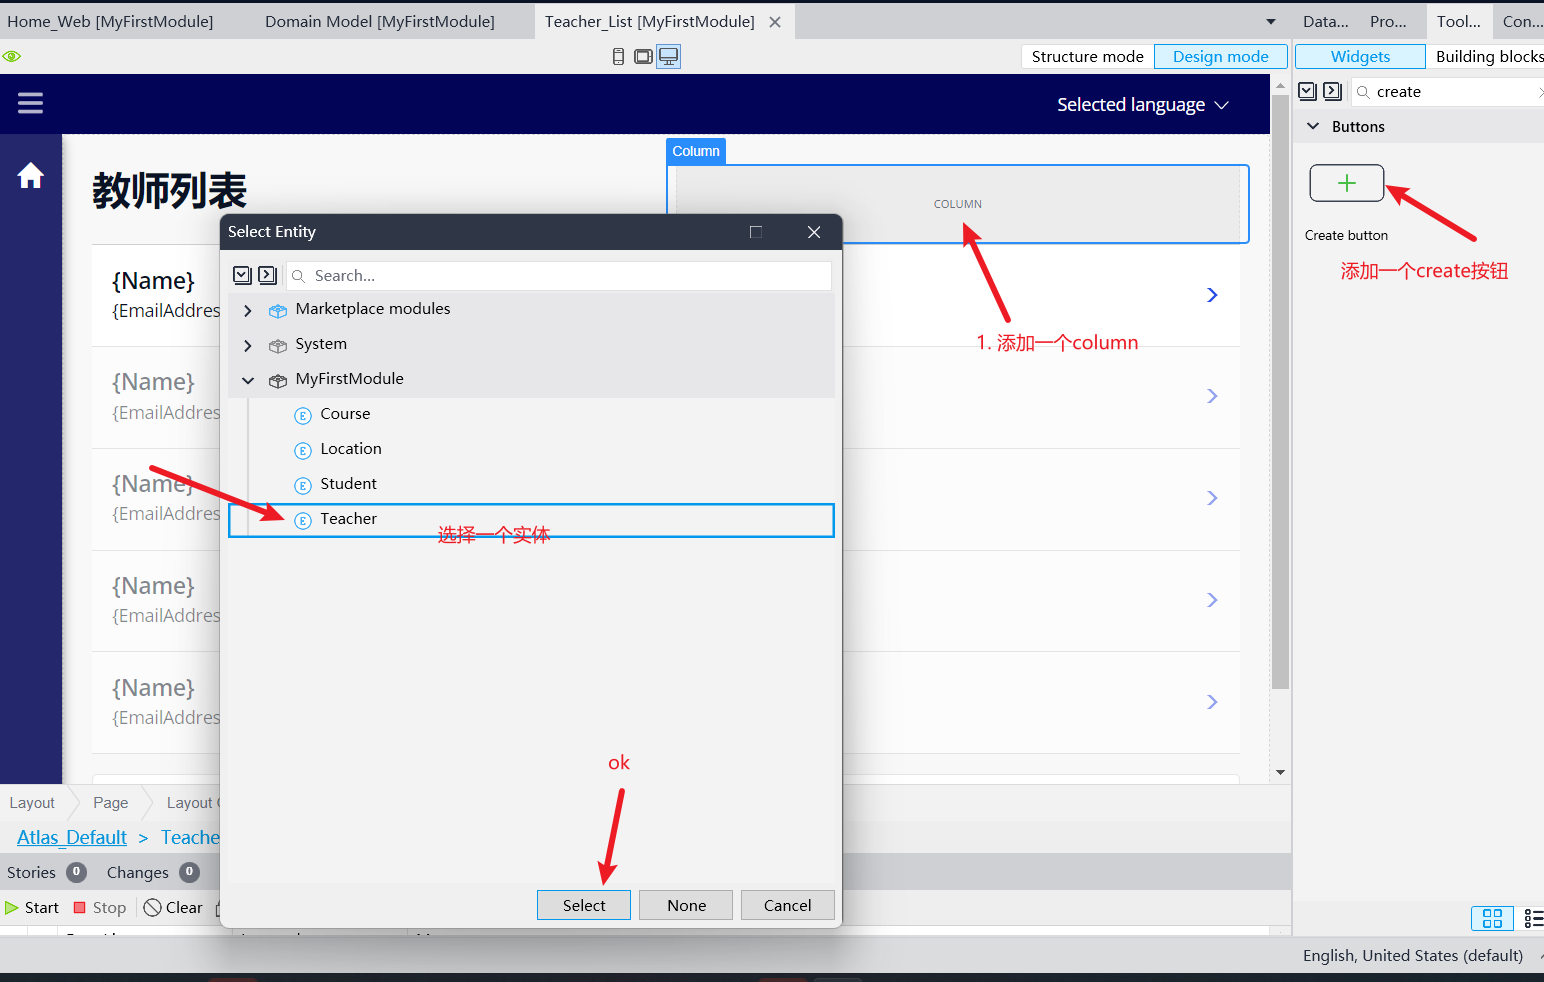 Home_Web [MyFirstModule]
Domain Model [MyFirstModule]
Teacher_List [MyFirstModule]
Data...
Pro...
Tool...
Con...
Structure mode
Design mode
Widgets
Building blocks
Selected language
create
Buttons
Create button
添加一个create按钮
教师列表
Column
COLUMN
1. 添加一个column
Select Entity
Search...
Marketplace modules
System
MyFirstModule
Course
Location
Student
Teacher
选择一个实体
{Name}
{EmailAddres
{Name}
{EmailAddres
{Name}
{EmailAddres
{Name}
{EmailAddres
{Name}
{EmailAddres
ok
Select
None
Cancel
Layout
Page
Layout
Atlas_Default > Teache
Stories 0
Changes 0
Start
Stop
Clear
English, United States (default)